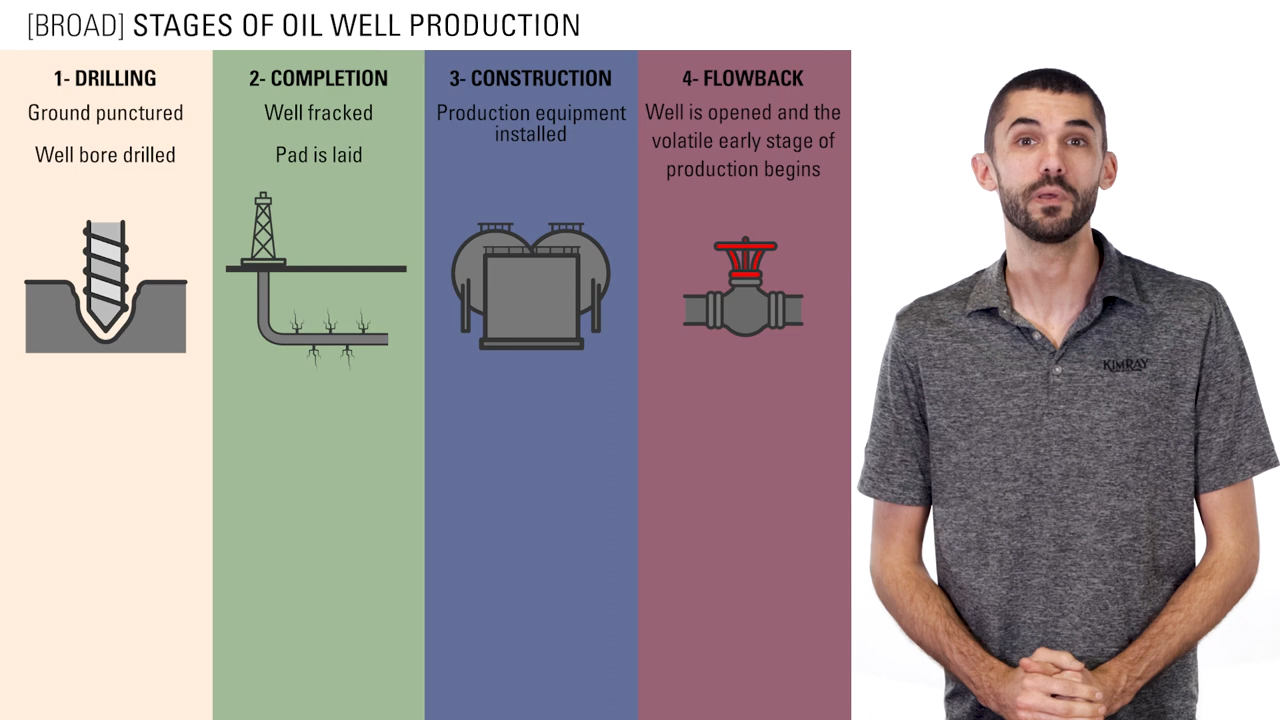 [BROAD] STAGES OF OIL WELL PRODUCTION
1- DRILLING
Ground punctured
Well bore drilled
2- COMPLETION
Well fracked
Pad is laid
3- CONSTRUCTION
Production equipment
installed
4- FLOWBACK
Well is opened and the
volatile early stage of
production begins
KIMRAY